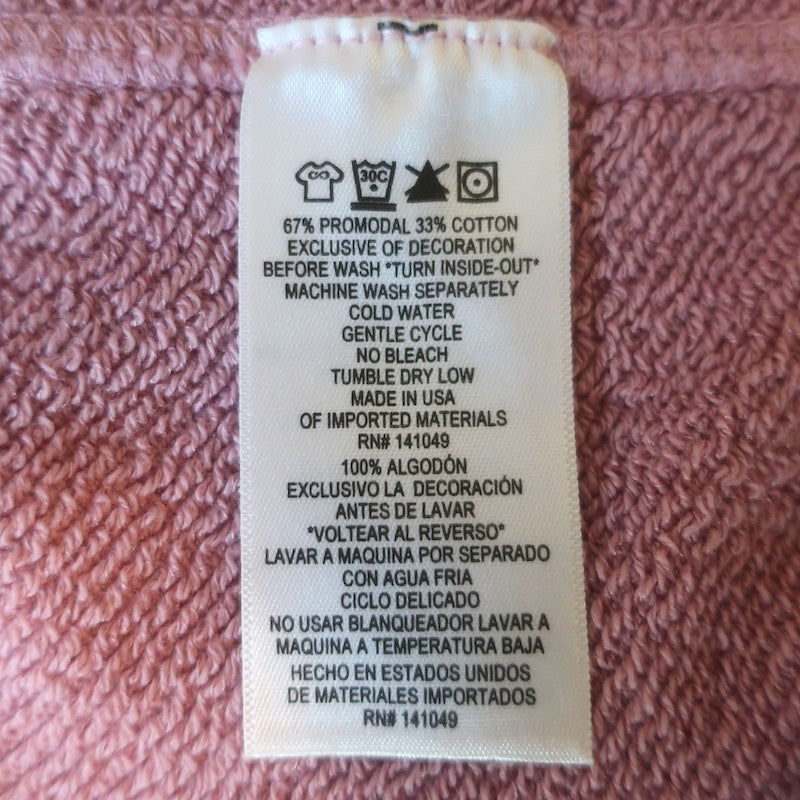 30C
67% PROMODAL 33% COTTON
EXCLUSIVE OF DECORATION
BEFORE WASH *TURN INSIDE-OUT*
MACHINE WASH SEPARATELY
COLD WATER
GENTLE CYCLE
NO BLEACH
TUMBLE DRY LOW
MADE IN USA
OF IMPORTED MATERIALS
RN# 141049
100% ALGODÓN
EXCLUSIVO LA DECORACIÓN
ANTES DE LAVAR
*VOLTEAR AL REVERSO*
LAVAR A MAQUINA POR SEPARADO
CON AGUA FRIA
CICLO DELICADO
NO USAR BLANQUEADOR LAVAR A
MAQUINA A TEMPERATURA BAJA
HECHO EN ESTADOS UNIDOS
DE MATERIALES IMPORTADOS
RN# 141049